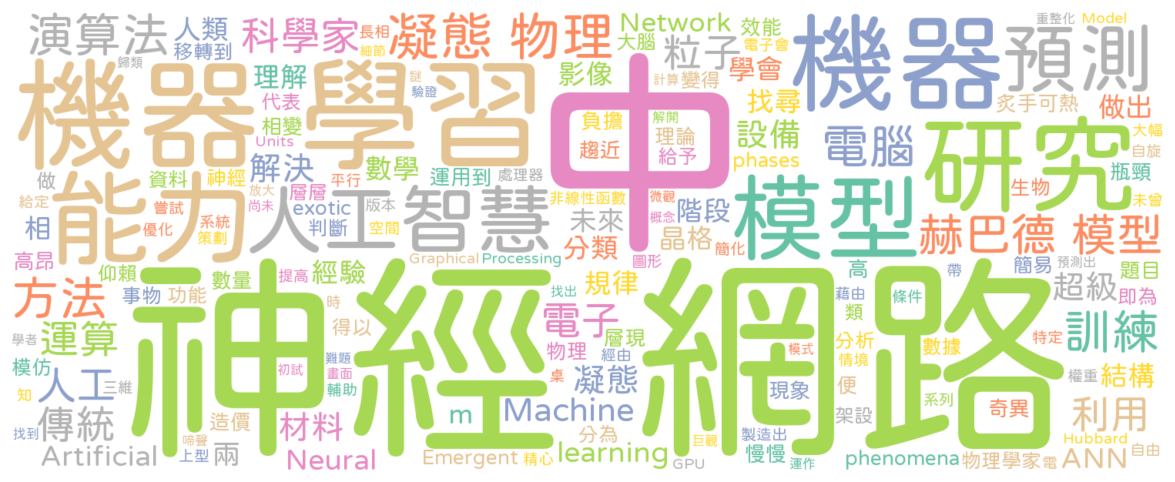 演算法
人類
移轉到
歸類
科學家
長相
細節
凝態 物理
Network
大腦
效能
電子會
重整化
Model
粒子
學會
變得
計算
機器
預測
機器學習
謎
驗證
理解
代表
相變
Units
影像
中
負擔
趨近
解開
理論
給予
找尋
設備
phases
炙手可熱
做出
大幅
自旋
瓶頸
電腦
研究
生物
未曾
解決
數學
運用到
處理器
平行
資料
神經
做
給定
能力
放大
尚未
嘗試
優化
系統
策劃
層層
exotic
判斷
版本
空間
人工智慧
非線性函數
未來
微觀
概念
階段
晶格
簡化
分類
圖形
模型
赫巴德 模型
相
高昂
仰賴
數量
提高
經驗
Graphical
Processing
規律
高
簡易
帶
預測出
題目
超級
即為
方法
事物
功能
時
得以
找出
電子
層現
類
藉由
條件
運算
學者
模仿
知
三維
人工
神經網路
初試
難題
畫面
輔助
物理
經由
桌
凝態
模式
現象
分析
情境
便
數據
特定
訓練
權重
結構
系列
奇異
利用
傳統
找到
造價
啼聲
上型
兩
材料
m
Machine
分為
巨觀
製造出
架設
慢慢
運作
Hubbard
自由
Artificial
Neural
Emergent
精心
learning
GPU
phenomena
物理學家
電
ANN